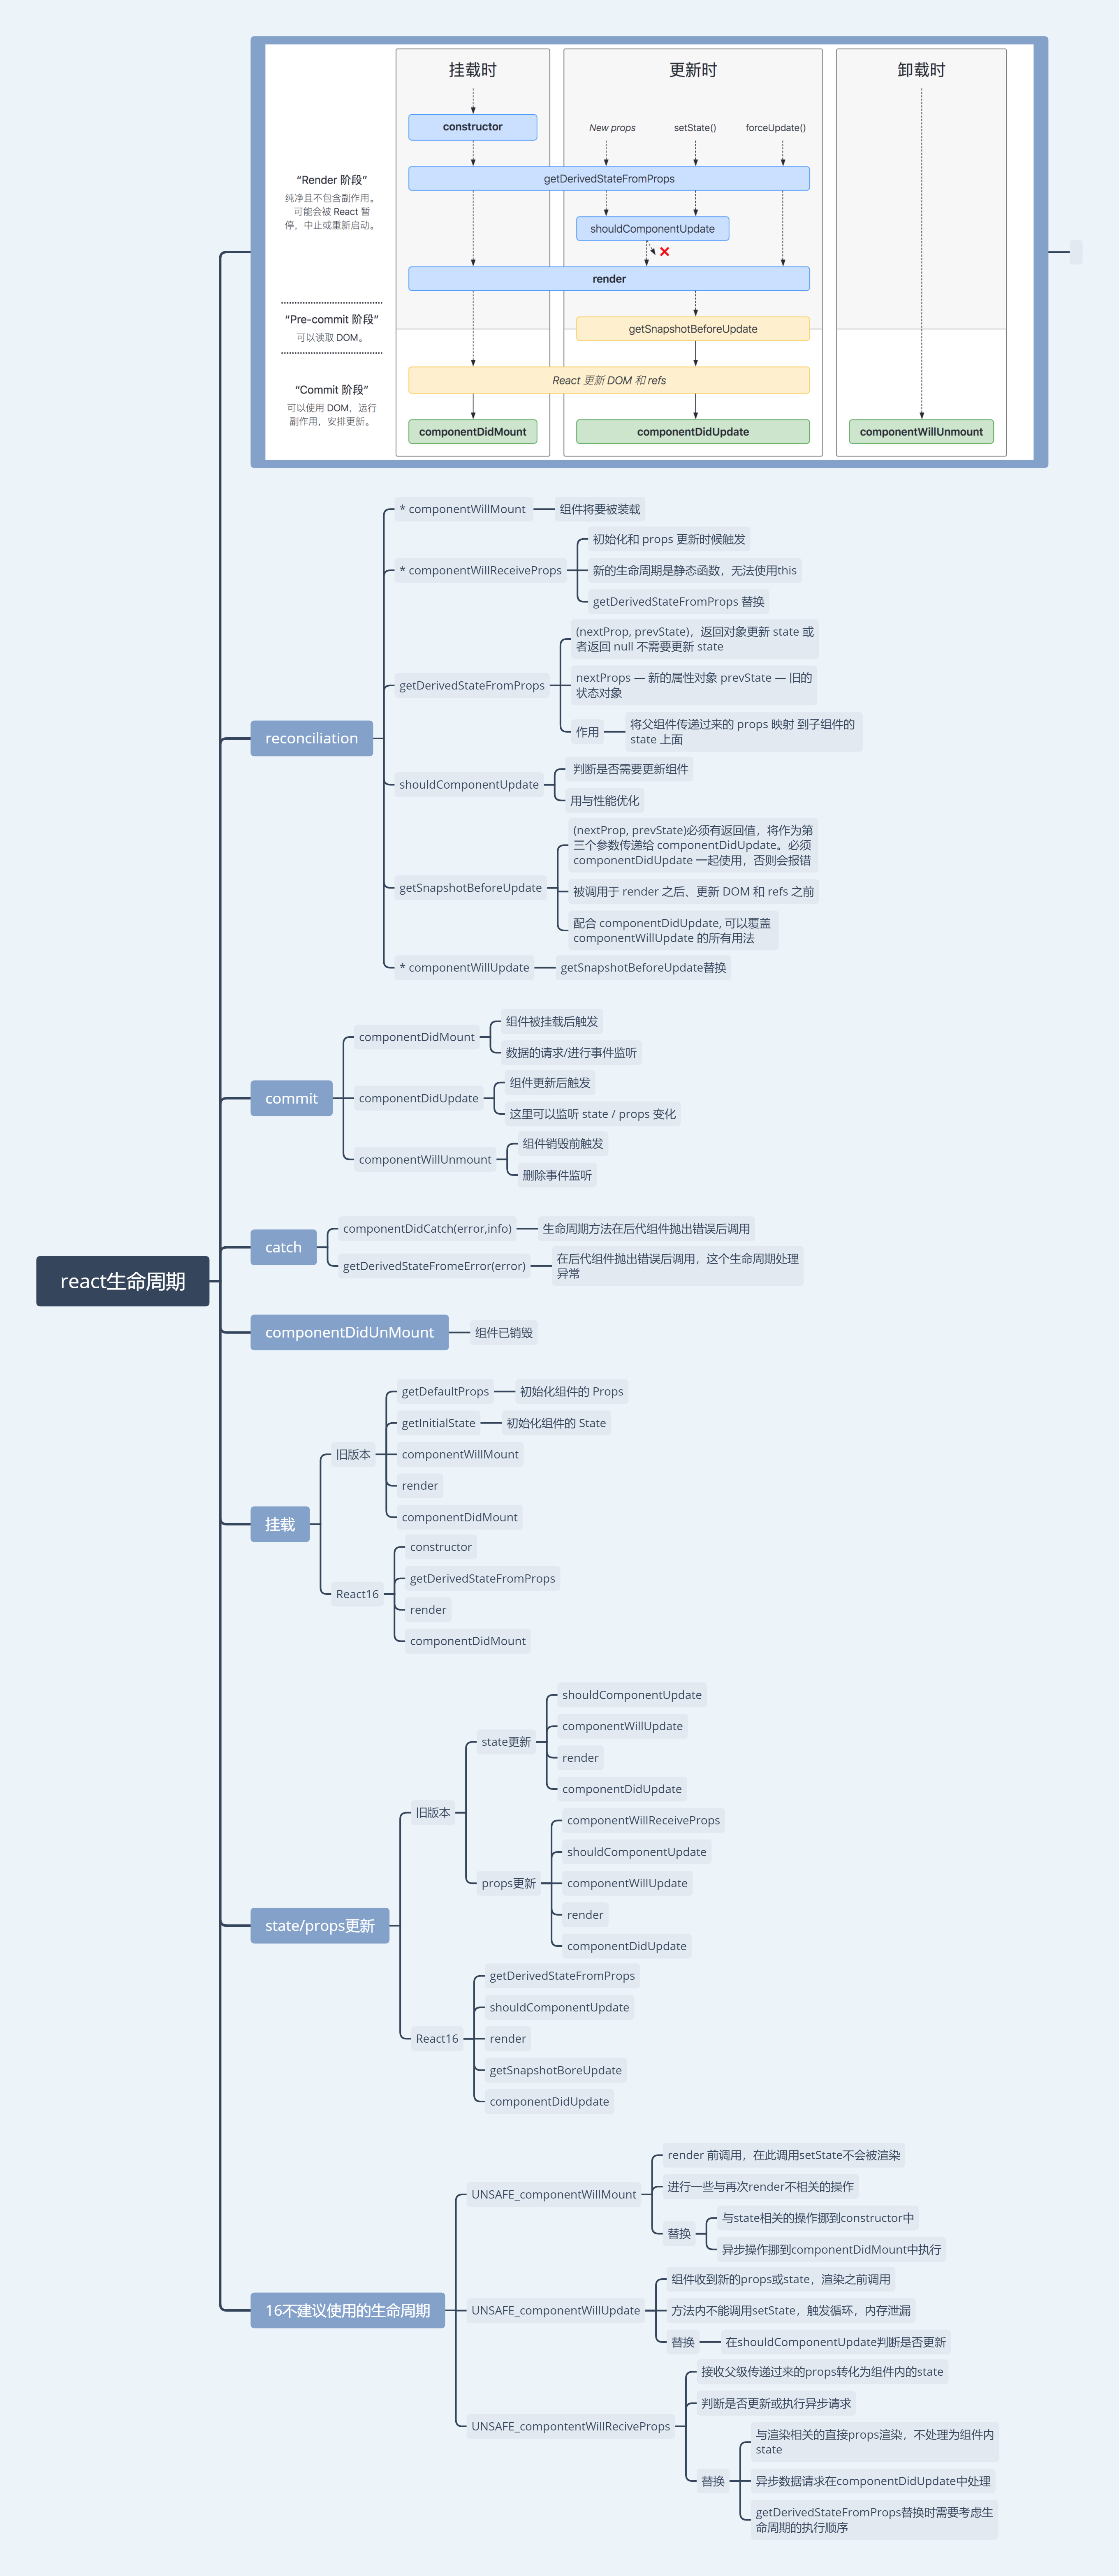 挂载时
更新时
卸载时
constructor
New props
setState()
forceUpdate()
“Render 阶段”
纯净且不包含副作用。
可能会被 React 暂
停，中止或重新启动。
getDerivedStateFromProps
shouldComponentUpdate
render
“Pre-commit 阶段”
可以读取 DOM。
getSnapshotBeforeUpdate
“Commit 阶段”
可以使用 DOM，运行
副作用，安排更新。
React 更新 DOM 和 refs
componentDidMount
componentDidUpdate
componentWillUnmount
react生命周期
reconciliation
* componentWillMount
组件将要被装载
* componentWillReceiveProps
初始化和 props 更新时候触发
新的生命周期是静态函数，无法使用this
getDerivedStateFromProps 替换
getDerivedStateFromProps
(nextProp, prevState)，返回对象更新 state 或
者返回 null 不需要更新 state
nextProps — 新的属性对象 prevState — 旧的
状态对象
作用
将父组件传递过来的 props 映射 到子组件的
state 上面
shouldComponentUpdate
判断是否需要更新组件
用与性能优化
getSnapshotBeforeUpdate
(nextProp, prevState)必须有返回值，将作为第
三个参数传递给 componentDidUpdate。必须
componentDidUpdate 一起使用，否则会报错
被调用于 render 之后、更新 DOM 和 refs 之前
配合 componentDidUpdate, 可以覆盖
componentWillUpdate 的所有用法
* componentWillUpdate
getSnapshotBeforeUpdate替换
commit
componentDidMount
组件被挂载后触发
数据的请求/进行事件监听
componentDidUpdate
组件更新后触发
这里可以监听 state / props 变化
componentWillUnmount
组件销毁前触发
删除事件监听
catch
componentDidCatch(error,info)
生命周期方法在后代组件抛出错误后调用
getDerivedStateFromeError(error)
在后代组件抛出错误后调用，这个生命周期处理
异常
componentDidUnMount
组件已销毁
挂载
旧版本
getDefaultProps
初始化组件的 Props
getInitialState
初始化组件的 State
componentWillMount
render
componentDidMount
React16
constructor
getDerivedStateFromProps
render
componentDidMount
state/props更新
旧版本
state更新
shouldComponentUpdate
componentWillUpdate
render
componentDidUpdate
props更新
componentWillReceiveProps
shouldComponentUpdate
componentWillUpdate
render
componentDidUpdate
React16
getDerivedStateFromProps
shouldComponentUpdate
render
getSnapshotBoreUpdate
componentDidUpdate
16不建议使用的生命周期
UNSAFE_componentWillMount
render 前调用，在此调用setState不会被渲染
进行一些与再次render不相关的操作
替换
与state相关的操作挪到constructor中
异步操作挪到componentDidMount中执行
UNSAFE_componentWillUpdate
组件收到新的props或state，渲染之前调用
方法内不能调用setState，触发循环，内存泄漏
替换
在shouldComponentUpdate判断是否更新
UNSAFE_compontentWillReciveProps
接收父级传递过来的props转化为组件内的state
判断是否更新或执行异步请求
替换
与渲染相关的直接props渲染，不处理为组件内
state
异步数据请求在componentDidUpdate中处理
getDerivedStateFromProps替换时需要考虑生
命周期的执行顺序